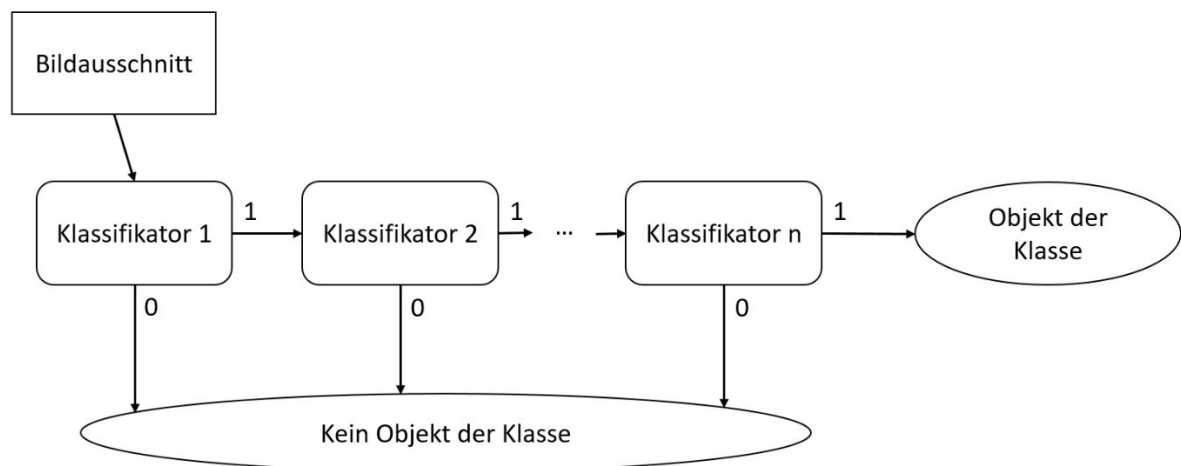 Bildausschnitt
Klassifikator 1
1
Klassifikator 2
1
...
Klassifikator n
1
Objekt der
Klasse
0
0
0
Kein Objekt der Klasse